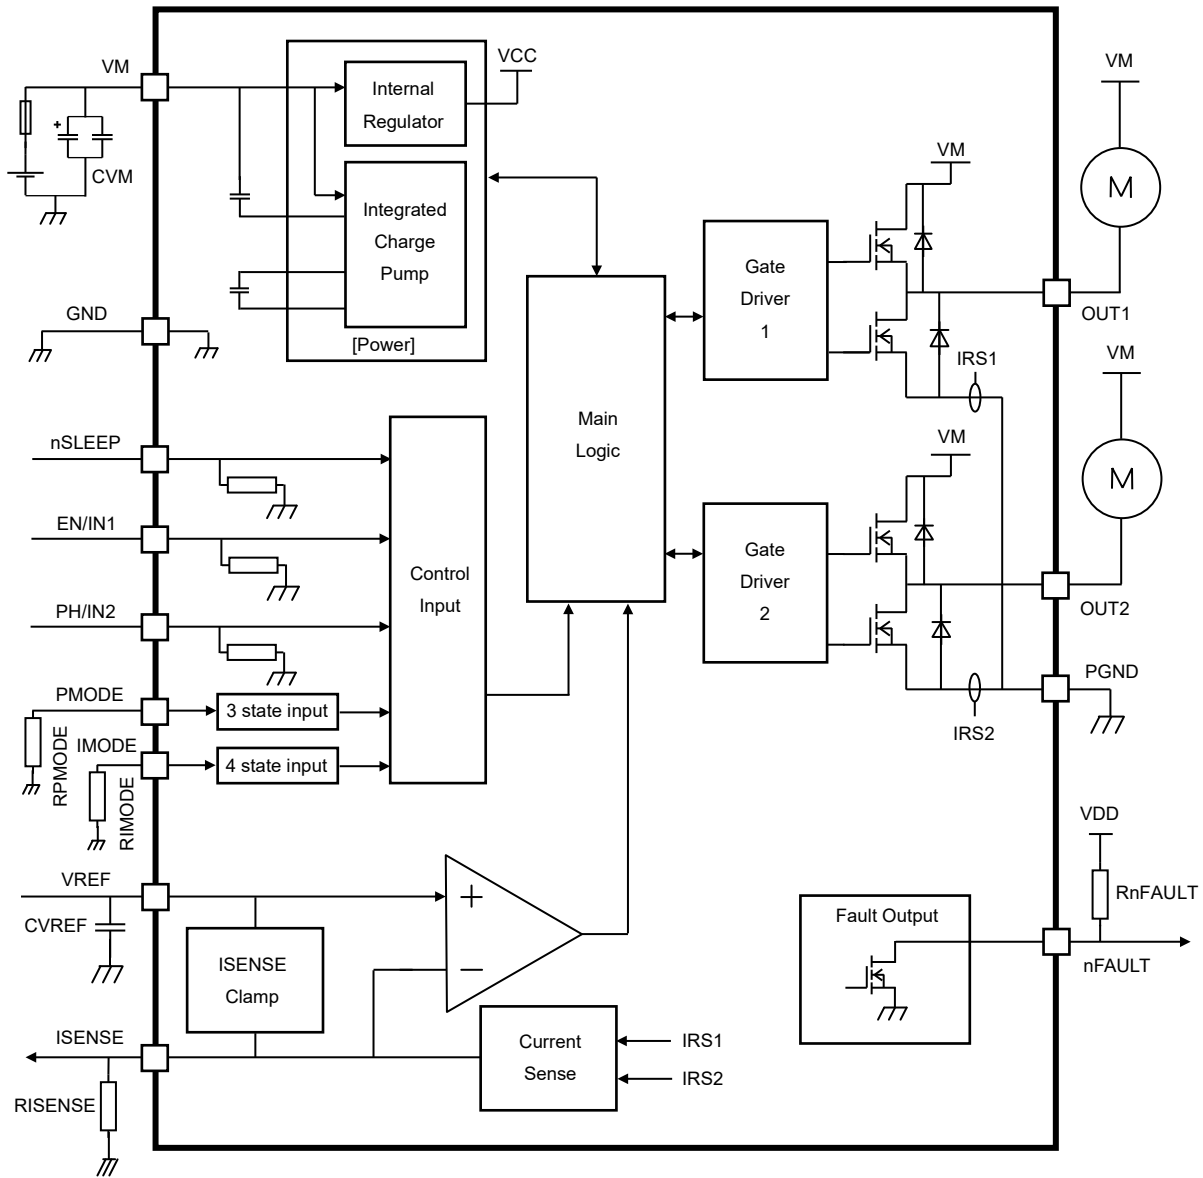 VM
+
CVM
Internal
Regulator
VCC
Integrated
Charge
Pump
[Power]
GND
nSLEEP
EN/IN1
PH/IN2
PMODE
RPMODE
IMODE
RIMODE
3 state input
4 state input
Control
Input
Main
Logic
Gate
Driver
1
VM
IRS1
VM
M
OUT1
Gate
Driver
2
VM
IRS2
VM
M
OUT2
PGND
VREF
CVREF
ISENSE
Clamp
+
−
ISENSE
RISENSE
Current
Sense
IRS1
IRS2
Fault Output
VDD
RnFAULT
nFAULT